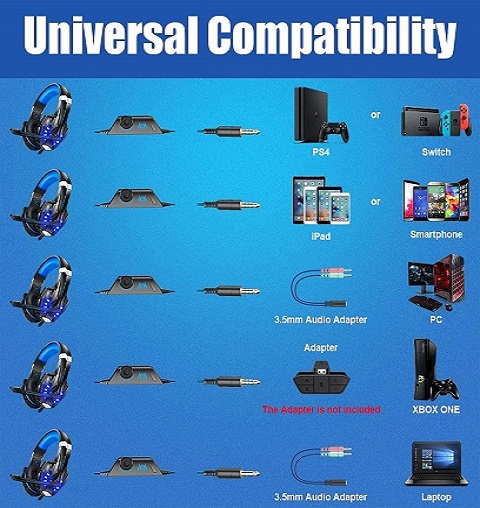 Universal Compatibility
or
PS4
Switch
or
iPad
Smartphone
3.5mm Audio Adapter
PC
Adapter
The Adapter is not included
XBOX ONE
3.5mm Audio Adapter
Laptop